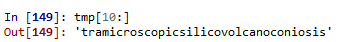 In [149]: tmp[10:]
Out[149]: 'tramicroscopicsilicovolcanoconiosis'